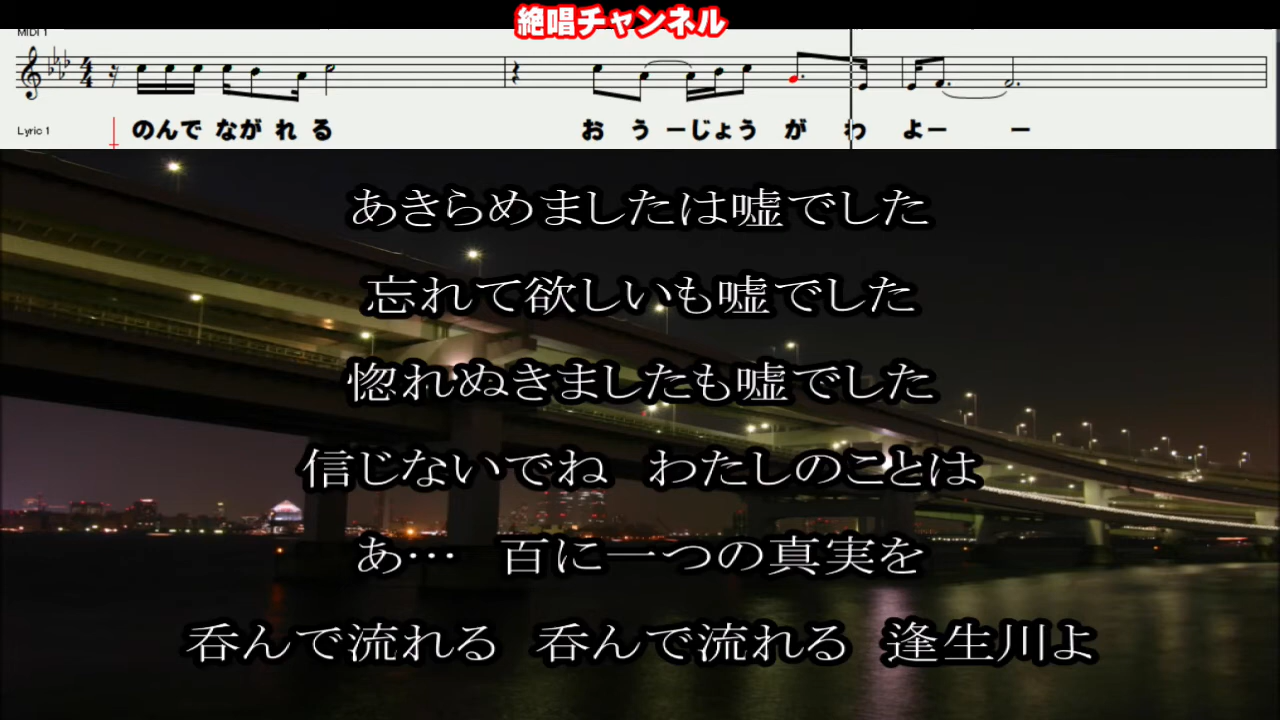 絶唱チャンネル
MIDI 1
Lyric 1 のんで ながれる おうーじょうがわ よー ー
あきらめましたは嘘でした
忘れて欲しいも嘘でした
惚れぬきましたも嘘でした
信じないでね わたしのことは
あ… 百に一つの真実を
呑んで流れる 呑んで流れる 逢生川よ